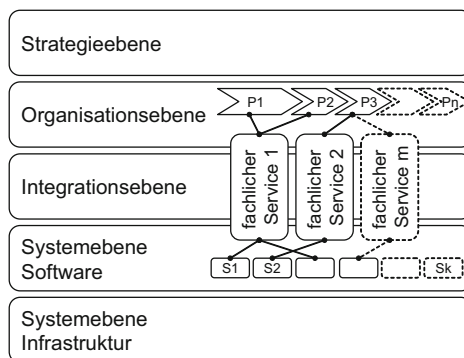 Strategieebene
P1 P2 P3 Pn
Organisationsebene
fachlicher
Service 1
fachlicher
Service 2
fachlicher
Service m
Integrationsebene
Systemebene
Software
S1 S2 Sk
Systemebene
Infrastruktur